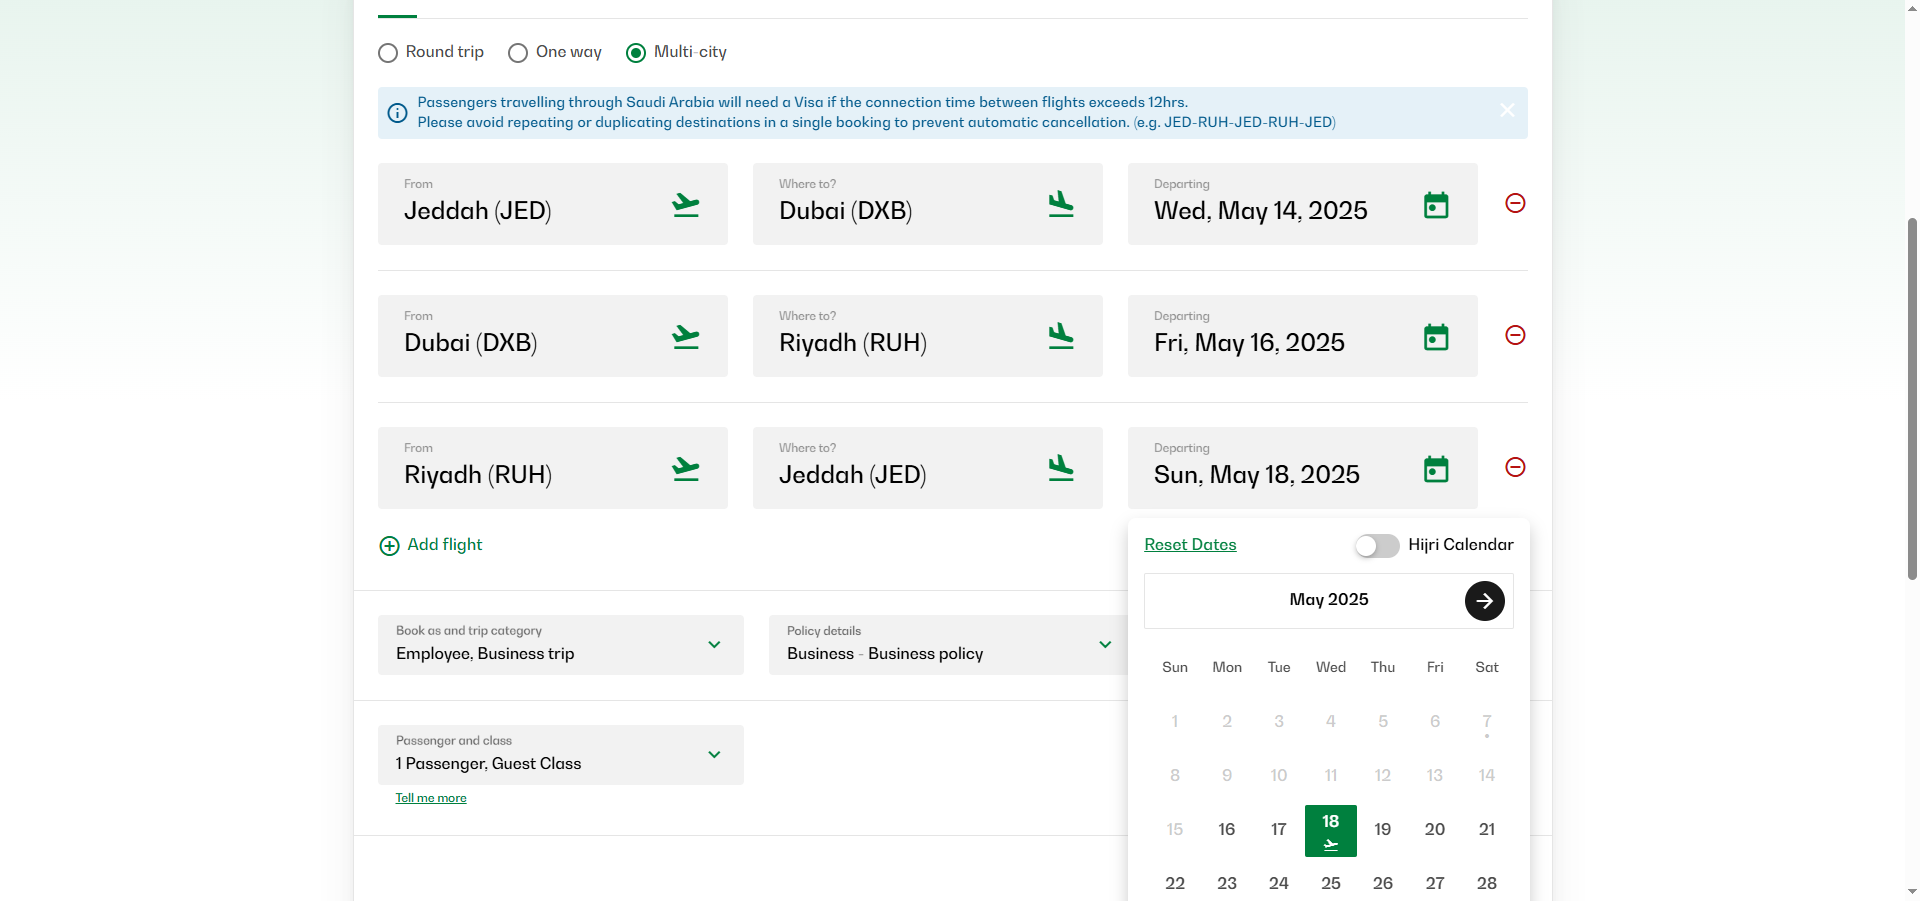 Round trip
One way
Multi-city
Passengers travelling through Saudi Arabia will need a Visa if the connection time between flights exceeds 12hrs.
Please avoid repeating or duplicating destinations in a single booking to prevent automatic cancellation. (e.g. JED-RUH-JED-RUH-JED)
From
Jeddah (JED)
Where to?
Dubai (DXB)
Departing
Wed, May 14, 2025
From
Dubai (DXB)
Where to?
Riyadh (RUH)
Departing
Fri, May 16, 2025
From
Riyadh (RUH)
Where to?
Jeddah (JED)
Departing
Sun, May 18, 2025
Add flight
Reset Dates
Hijri Calendar
May 2025
Sun Mon Tue Wed Thu Fri Sat
1 2 3 4 5 6 7
8 9 10 11 12 13 14
15 16 17 18 19 20 21
22 23 24 25 26 27 28
Book as and trip category
Employee, Business trip
Policy details
Business - Business policy
Passenger and class
1 Passenger, Guest Class
Tell me more